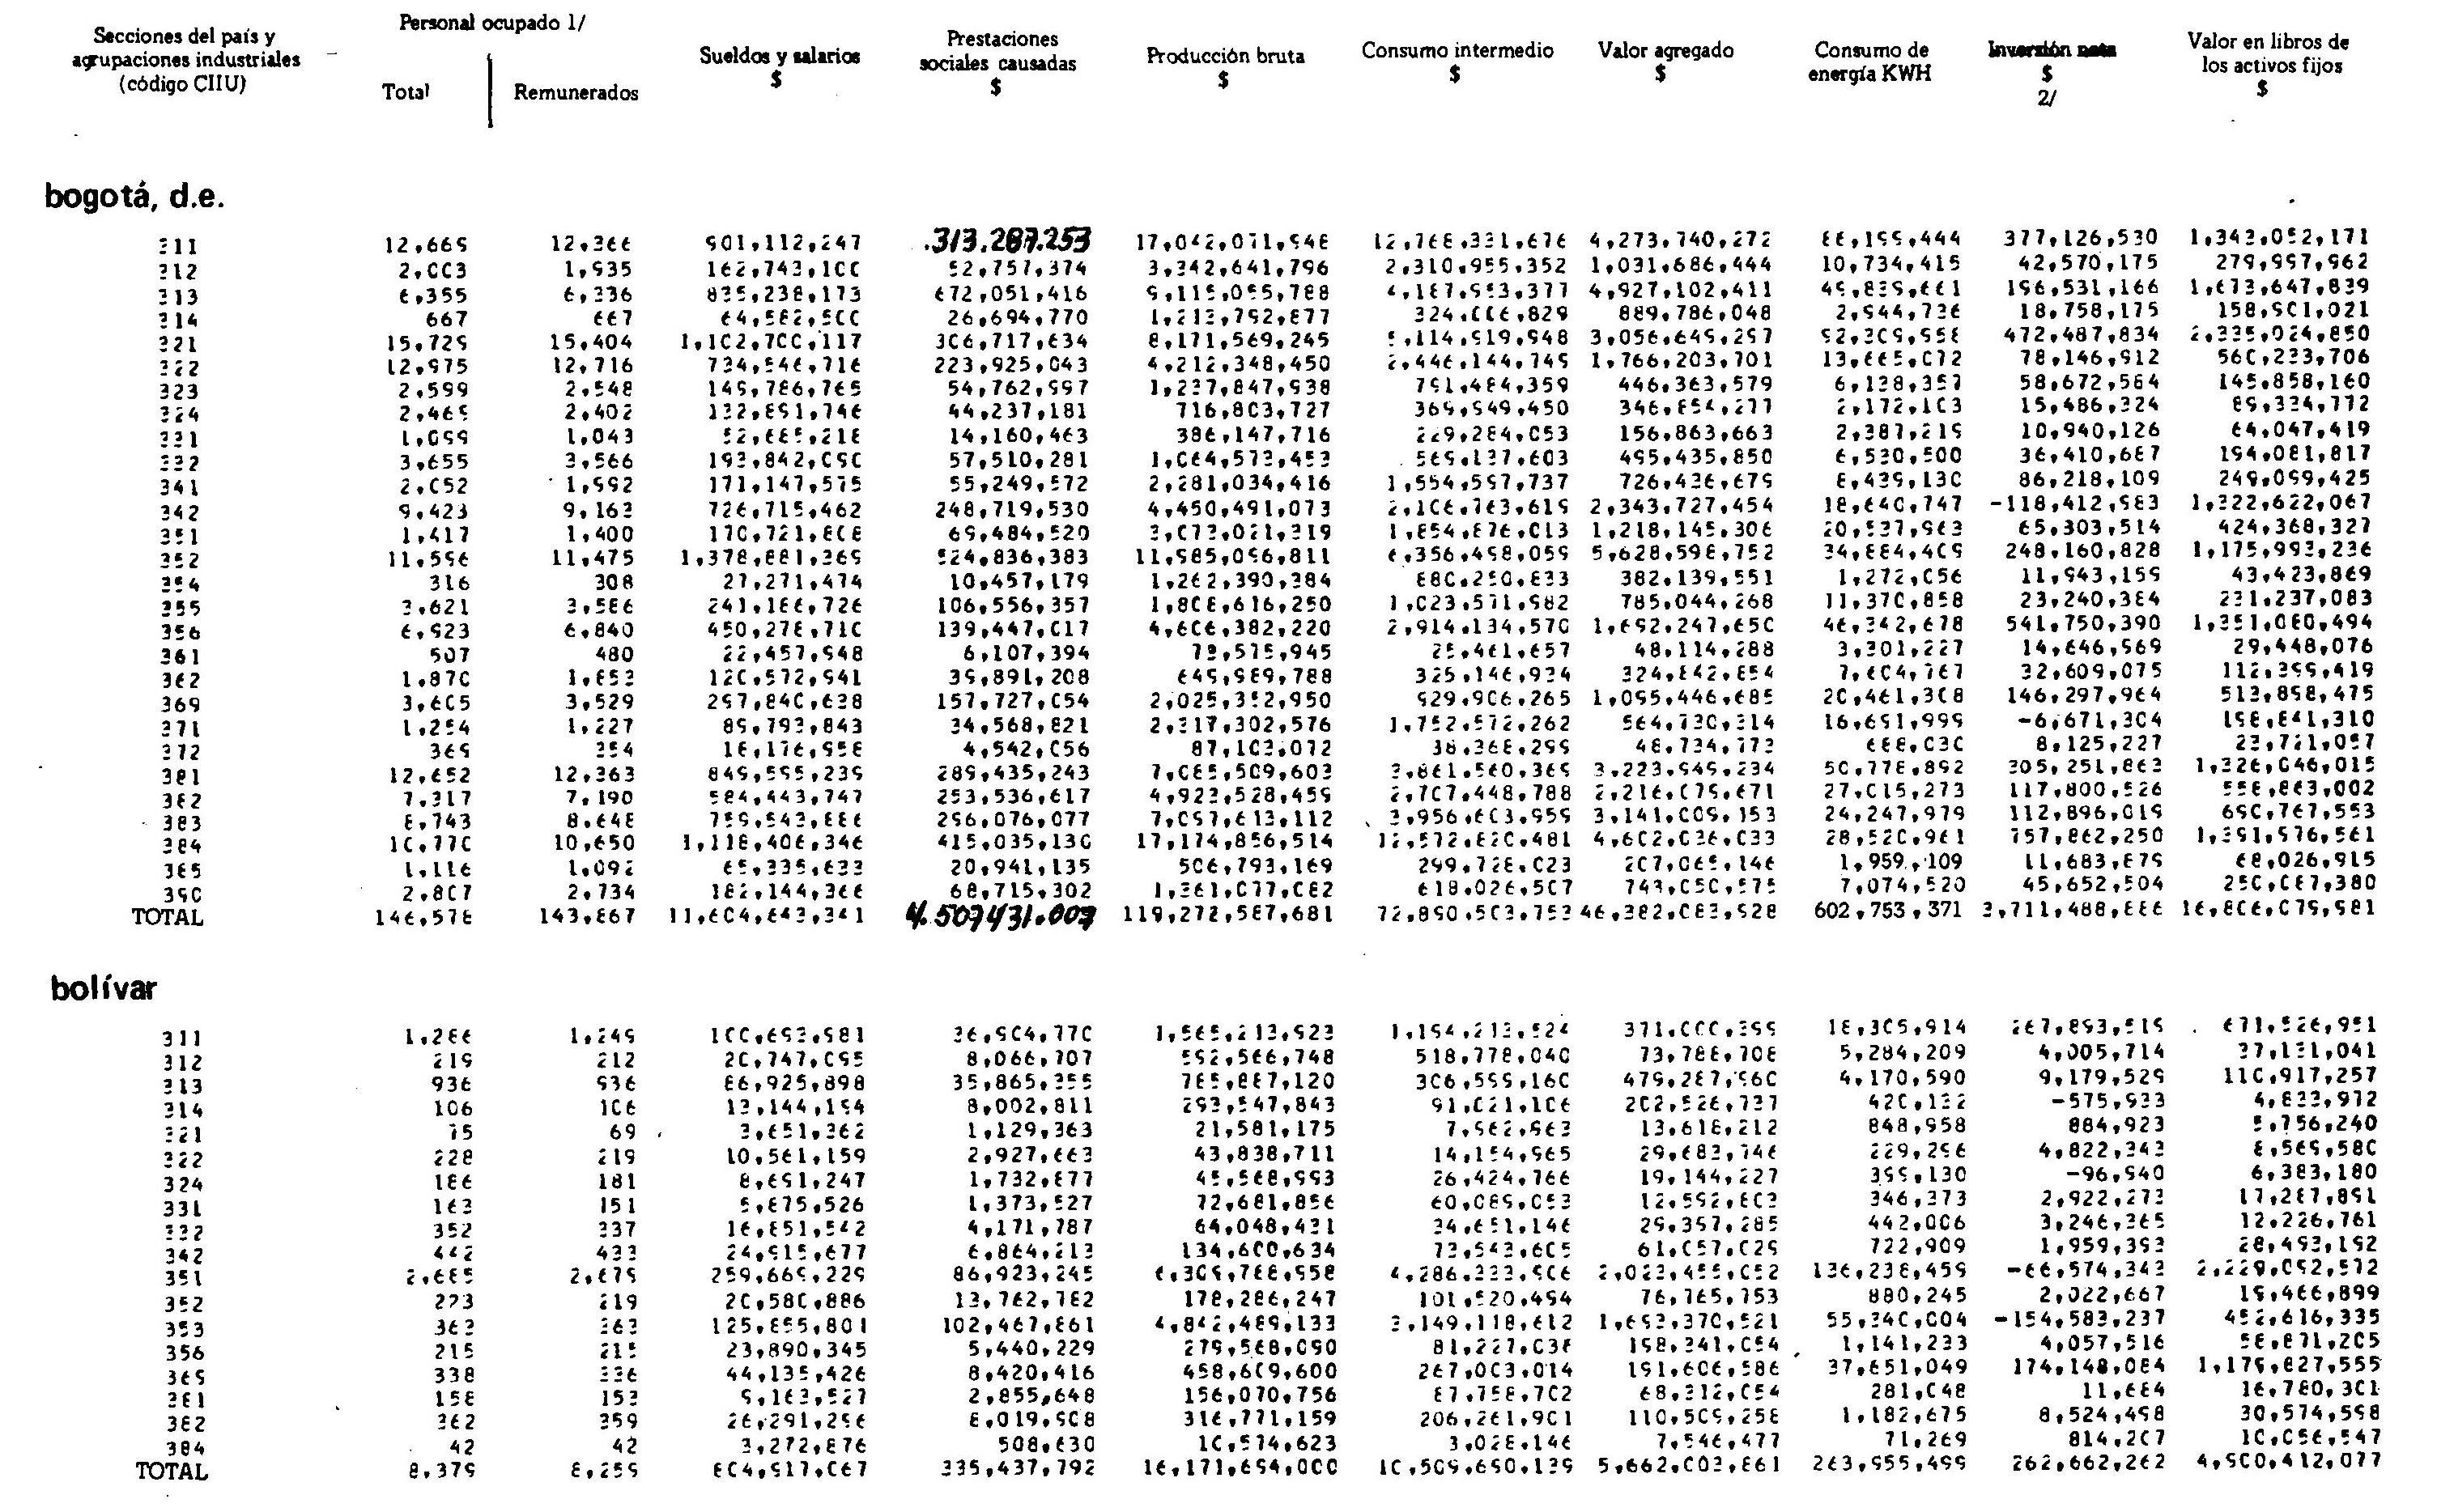 Secciones del país y agrupaciones industriales (código CIIU)
Personal ocupado 1/
Total
Remunerados
Sueldos y salarios $
Prestaciones sociales causadas $
Producción bruta $
Consumo intermedio $
Valor agregado $
Consumo de energía KWH
Inversión neta $ 2/
Valor en libros de los activos fijos $
bogotá, d.e.
311 12,669 12,366 901,112,247 313.287.253 17,042,071,948 12,768,331,676 4,273,740,272 66,199,444 377,126,530 1,343,052,171
312 2,003 1,935 162,743,100 52,757,374 3,342,641,796 2,310,955,352 1,031,686,444 10,734,415 42,570,175 279,997,962
313 6,355 6,336 835,238,173 672,051,416 9,115,055,788 4,187,953,377 4,927,102,411 49,839,661 196,531,166 1,673,647,839
314 667 667 64,582,500 26,694,770 1,213,792,877 324,006,829 889,786,048 2,944,736 18,758,175 158,901,021
321 15,729 15,404 1,102,700,117 306,717,634 8,171,569,245 5,114,919,948 3,056,649,297 92,309,958 472,487,834 2,335,024,850
322 12,975 12,716 734,546,716 223,925,043 4,212,348,450 2,446,144,749 1,766,203,701 13,665,072 78,146,912 560,233,706
323 2,599 2,548 149,786,765 54,762,997 1,237,847,938 791,484,359 446,363,579 6,138,357 58,672,564 145,858,160
324 2,469 2,402 132,891,746 44,237,181 716,803,727 369,949,450 346,854,277 2,172,103 15,486,324 89,334,772
331 1,099 1,043 52,685,218 14,160,463 386,147,716 229,284,053 156,863,663 2,387,219 10,940,126 64,047,419
332 3,655 3,566 193,842,090 57,510,281 1,064,573,453 569,137,603 495,435,850 6,530,500 36,410,687 194,081,817
341 2,052 1,992 171,147,575 55,249,572 2,281,034,416 1,554,597,737 726,436,679 8,439,130 86,218,109 249,099,425
342 9,423 9,163 726,715,462 248,719,530 4,450,491,073 2,106,763,619 2,343,727,454 18,640,747 -118,412,983 1,322,622,067
351 1,417 1,400 170,721,808 69,484,520 3,073,021,319 1,854,876,013 1,218,145,306 20,537,963 65,303,514 424,368,327
352 11,596 11,475 1,378,881,369 524,836,383 11,985,096,811 6,356,498,059 5,628,598,752 34,884,409 248,160,828 1,175,993,236
354 316 308 27,271,474 10,457,179 1,262,390,384 880,250,833 382,139,551 1,272,056 11,943,159 43,423,869
355 3,621 3,586 241,186,726 106,556,357 1,808,616,250 1,023,571,982 785,044,268 11,370,858 23,240,384 231,237,083
356 6,923 6,840 450,278,710 139,447,017 4,606,382,220 2,914,134,570 1,692,247,650 46,342,678 541,750,390 1,351,080,494
361 507 480 22,457,948 6,107,394 73,575,945 25,461,657 48,114,288 3,301,227 14,646,569 29,448,076
362 1,870 1,853 120,572,941 39,891,208 649,989,788 325,146,934 324,842,854 7,604,767 32,609,075 112,399,419
369 3,605 3,529 297,840,638 157,727,054 2,025,352,950 929,906,265 1,095,446,685 20,461,308 146,297,964 513,898,475
371 1,254 1,227 89,793,843 34,568,821 2,317,302,576 1,752,572,262 564,730,314 16,691,999 -6,671,304 198,841,310
372 369 354 18,176,958 4,542,056 87,103,072 38,368,299 48,734,773 688,030 8,125,227 23,721,057
381 12,652 12,363 849,595,239 289,435,243 7,085,509,603 3,861,560,369 3,223,949,234 50,778,892 305,251,863 1,326,046,015
382 7,317 7,190 584,443,747 253,536,617 4,923,528,459 2,707,448,788 2,216,079,671 27,015,273 117,800,526 558,863,002
383 8,743 8,648 759,543,886 296,076,077 7,097,613,112 3,956,603,959 3,141,009,153 24,247,979 112,896,019 690,767,553
384 10,770 10,650 1,118,406,346 415,035,130 17,174,856,514 12,572,820,481 4,602,036,033 28,520,961 757,862,250 1,391,976,561
385 1,116 1,092 65,335,633 20,941,135 506,793,169 299,728,023 207,065,146 1,959,109 11,683,879 68,026,915
390 2,807 2,734 182,144,366 68,715,302 1,361,077,082 618,026,507 743,050,575 7,074,520 45,652,504 250,087,380
TOTAL 146,578 143,867 11,604,643,341 4.507431.007 119,272,587,681 72,890,503,753 46,382,083,928 602,753,371 3,711,488,886 16,806,079,981
bolívar
311 1,286 1,249 100,693,981 36,904,770 1,565,213,923 1,194,213,524 371,000,399 18,305,914 267,893,519 671,526,951
312 219 212 20,747,095 8,066,707 592,566,748 518,778,040 73,788,708 5,284,209 4,005,714 37,131,041
313 936 936 86,925,898 35,865,355 785,887,120 306,599,160 479,287,960 4,170,590 9,179,529 110,917,257
314 106 106 13,144,194 8,002,811 293,547,843 91,021,106 202,526,737 420,132 -575,933 4,833,972
321 75 69 3,651,362 1,129,363 21,581,175 7,962,963 13,618,212 848,958 884,923 5,756,240
322 228 219 10,561,159 2,927,663 43,838,711 14,154,965 29,683,746 229,296 4,822,343 8,569,580
324 186 181 8,691,247 1,732,877 45,568,993 26,424,766 19,144,227 399,130 -96,940 6,383,180
331 163 151 5,875,526 1,373,527 72,681,856 60,089,053 12,592,803 346,373 2,922,273 17,287,891
332 352 337 16,851,542 4,171,787 64,048,431 34,651,146 29,397,285 442,006 3,246,365 12,226,761
342 442 433 24,915,677 6,864,213 134,600,634 73,543,605 61,057,029 722,909 1,959,393 28,493,192
351 2,685 2,679 259,669,229 86,923,245 6,309,788,958 4,286,333,906 2,023,455,052 136,238,459 -66,574,343 2,229,092,572
352 223 219 20,580,886 13,762,782 178,286,247 101,520,494 76,765,753 880,245 2,022,667 19,466,899
353 363 363 125,855,801 102,467,861 4,842,489,133 3,149,118,612 1,693,370,521 55,340,004 -154,583,237 452,616,335
356 215 215 23,890,345 5,440,229 279,568,090 81,227,036 198,341,054 1,141,233 4,057,516 58,871,205
369 338 336 44,135,426 8,420,416 458,609,600 267,003,014 191,606,586 37,651,049 174,148,084 1,179,827,555
381 158 153 9,163,527 2,855,648 156,070,756 87,758,702 68,312,054 281,048 11,684 16,780,301
382 362 359 26,291,256 8,019,908 316,771,159 206,261,901 110,509,258 1,182,675 8,524,498 30,574,598
384 42 42 3,272,876 508,630 10,574,623 3,028,146 7,546,477 71,269 814,207 10,056,547
TOTAL 8,379 8,259 804,917,067 335,437,792 16,171,694,000 10,509,690,139 5,662,003,861 263,955,499 262,662,262 4,900,412,077